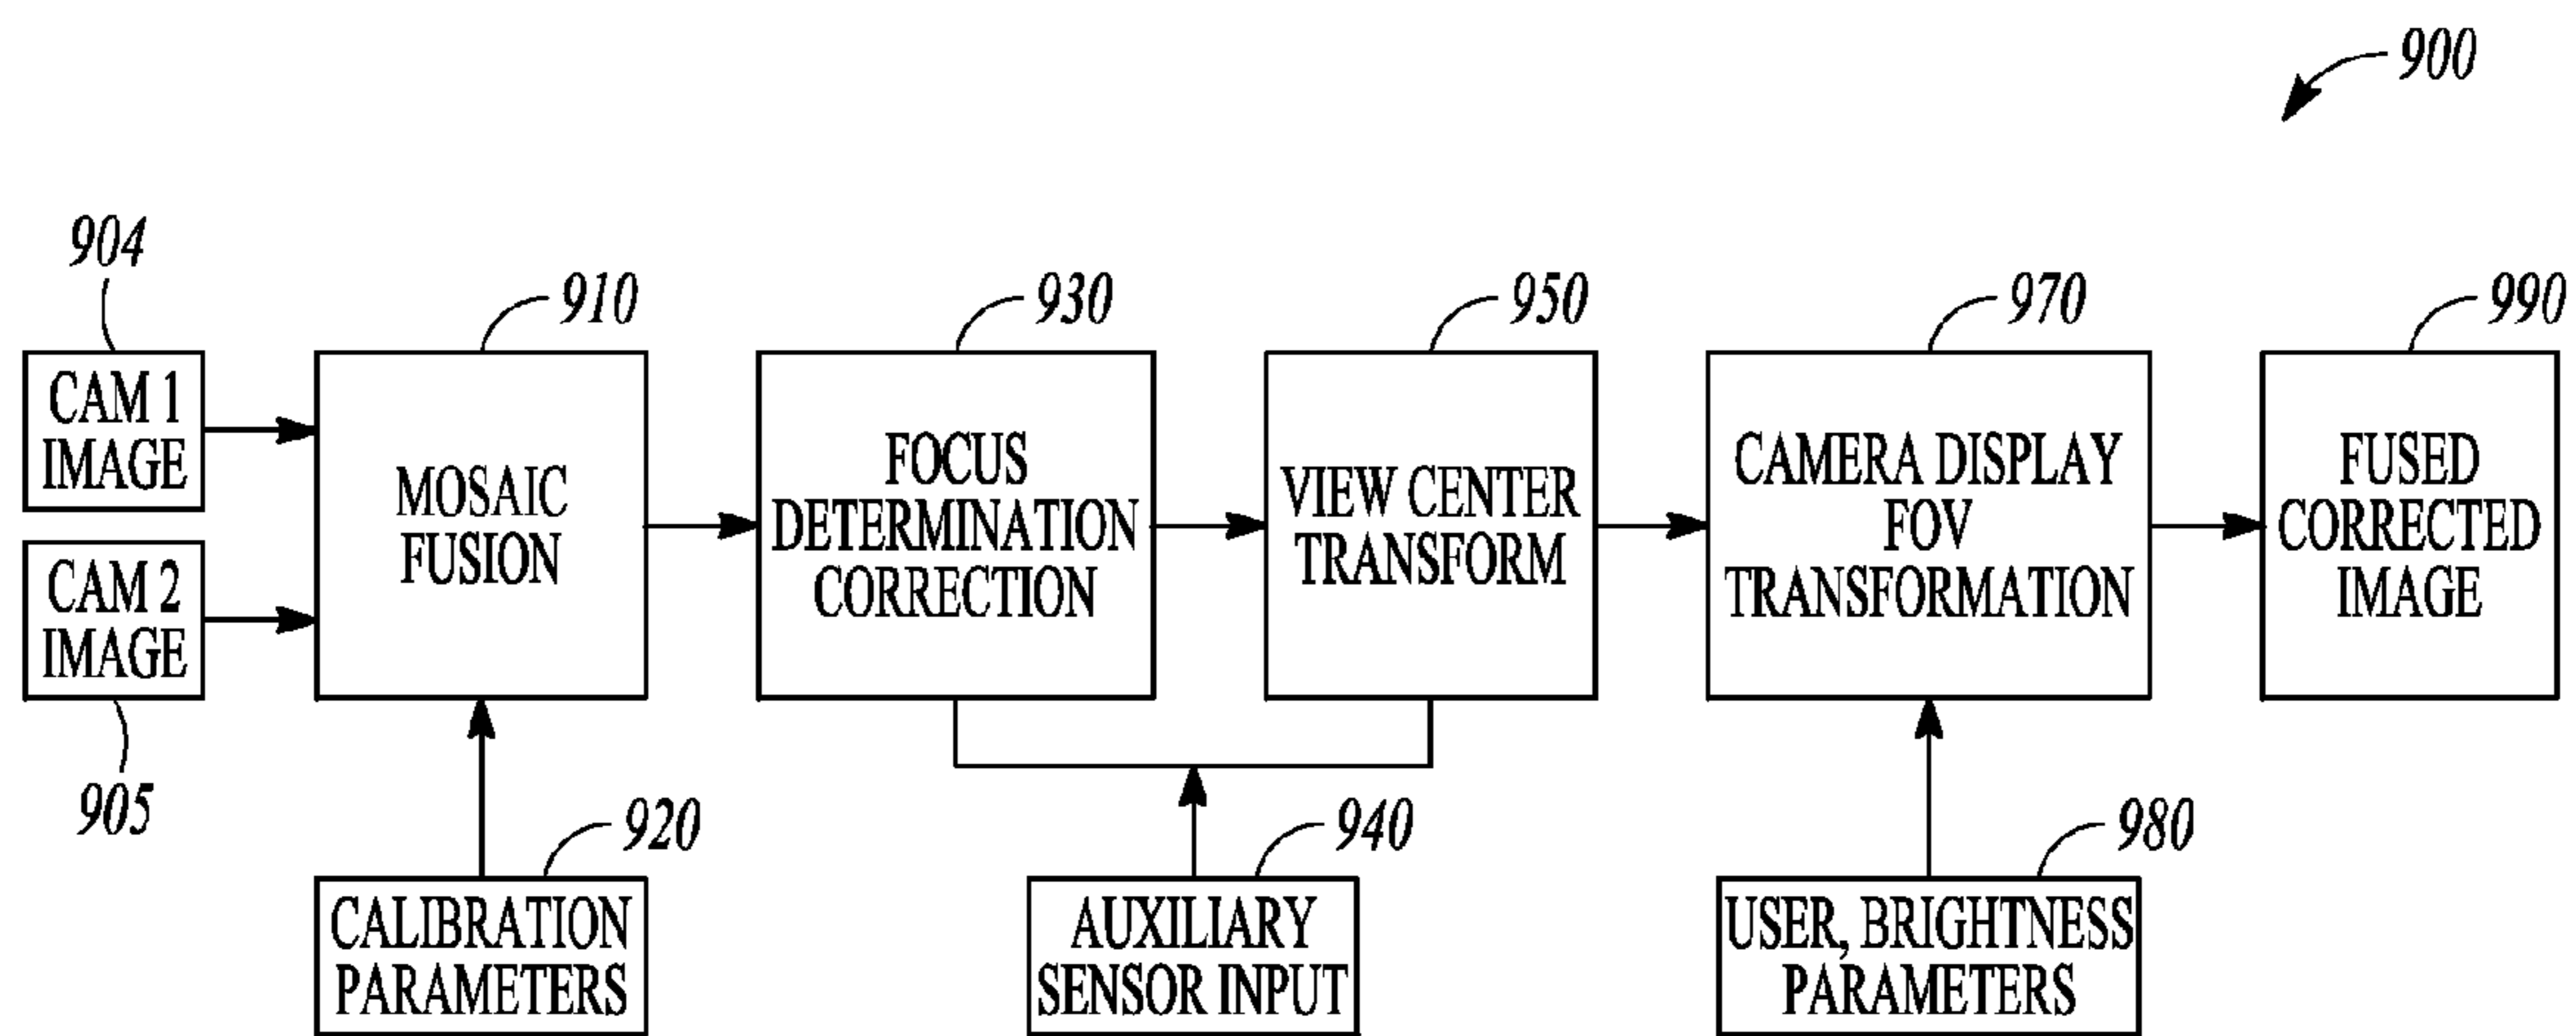 900
904
910
930
950
970
990
CAM 1
IMAGE
CAM 2
IMAGE
905
MOSAIC
FUSION
FOCUS
DETERMINATION
CORRECTION
VIEW CENTER
TRANSFORM
CAMERA DISPLAY
FOV
TRANSFORMATION
FUSED
CORRECTED
IMAGE
920
CALIBRATION
PARAMETERS
940
AUXILIARY
SENSOR INPUT
980
USER, BRIGHTNESS
PARAMETERS